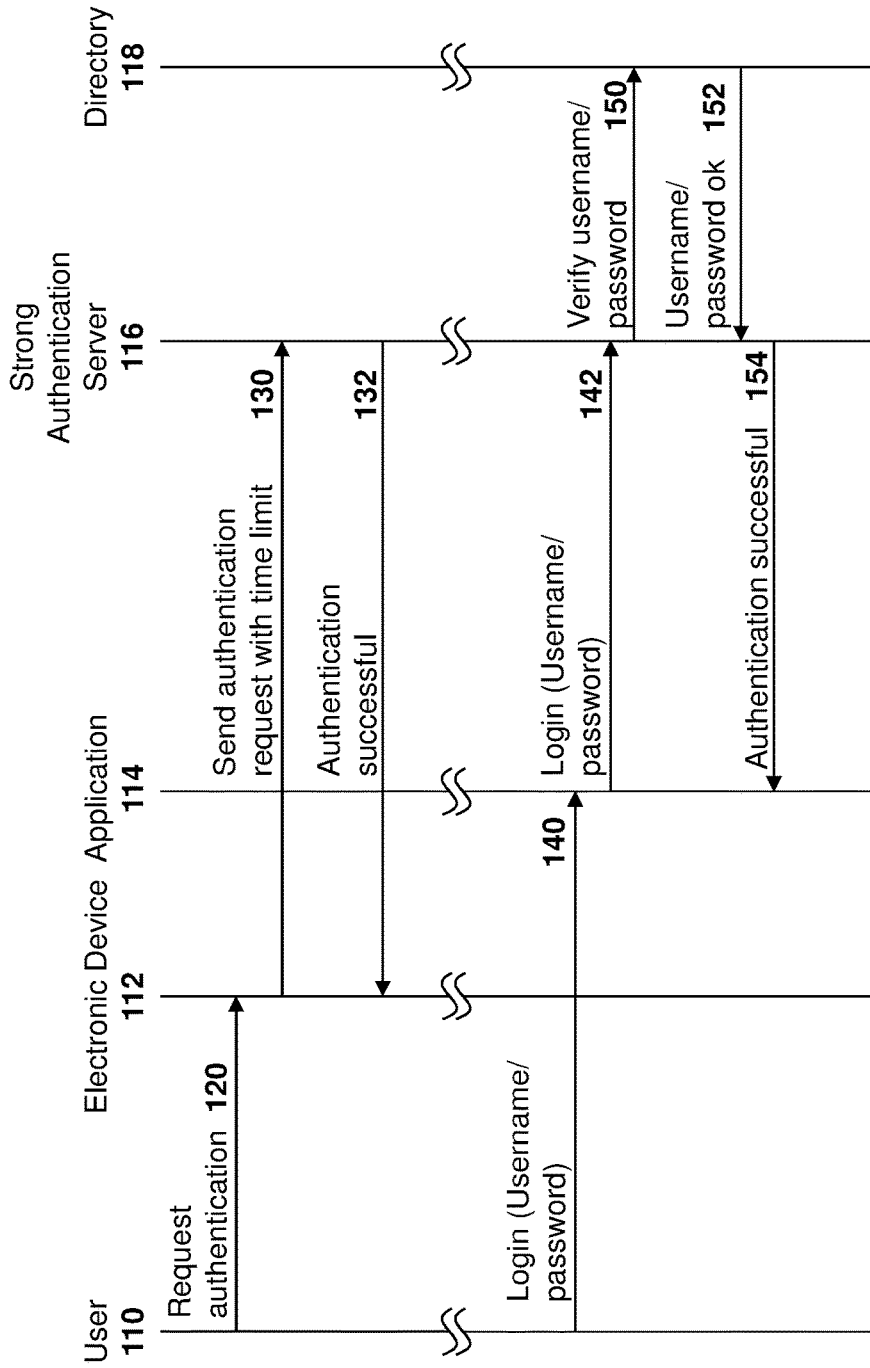 User
110
Electronic Device
112
Application
114
Strong
Authentication
Server
116
Directory
118
Request
authentication 120
Send authentication
request with time limit
130
Authentication
successful
132
Login (Username/
password)
140
Login (Username/
password)
142
Verify username/
password 150
Username/
password ok 152
Authentication successful 154